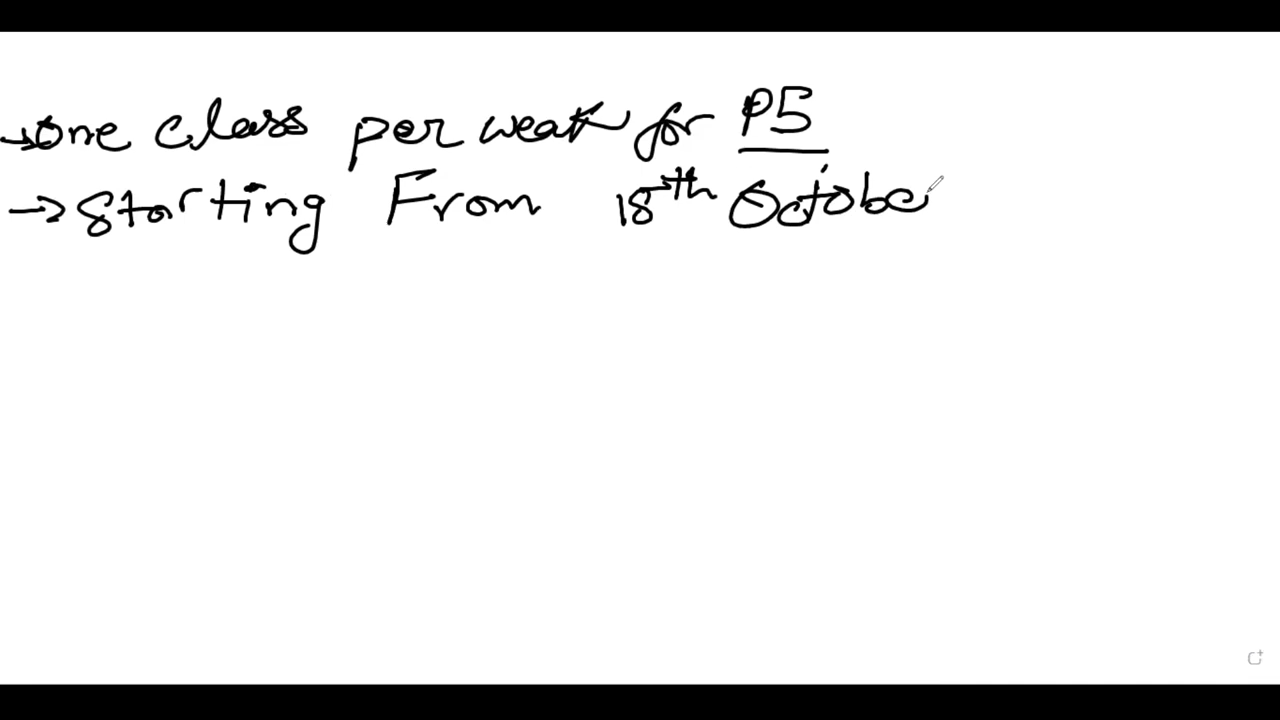 → one class per weak for P5
→ Starting From 18th Octobe